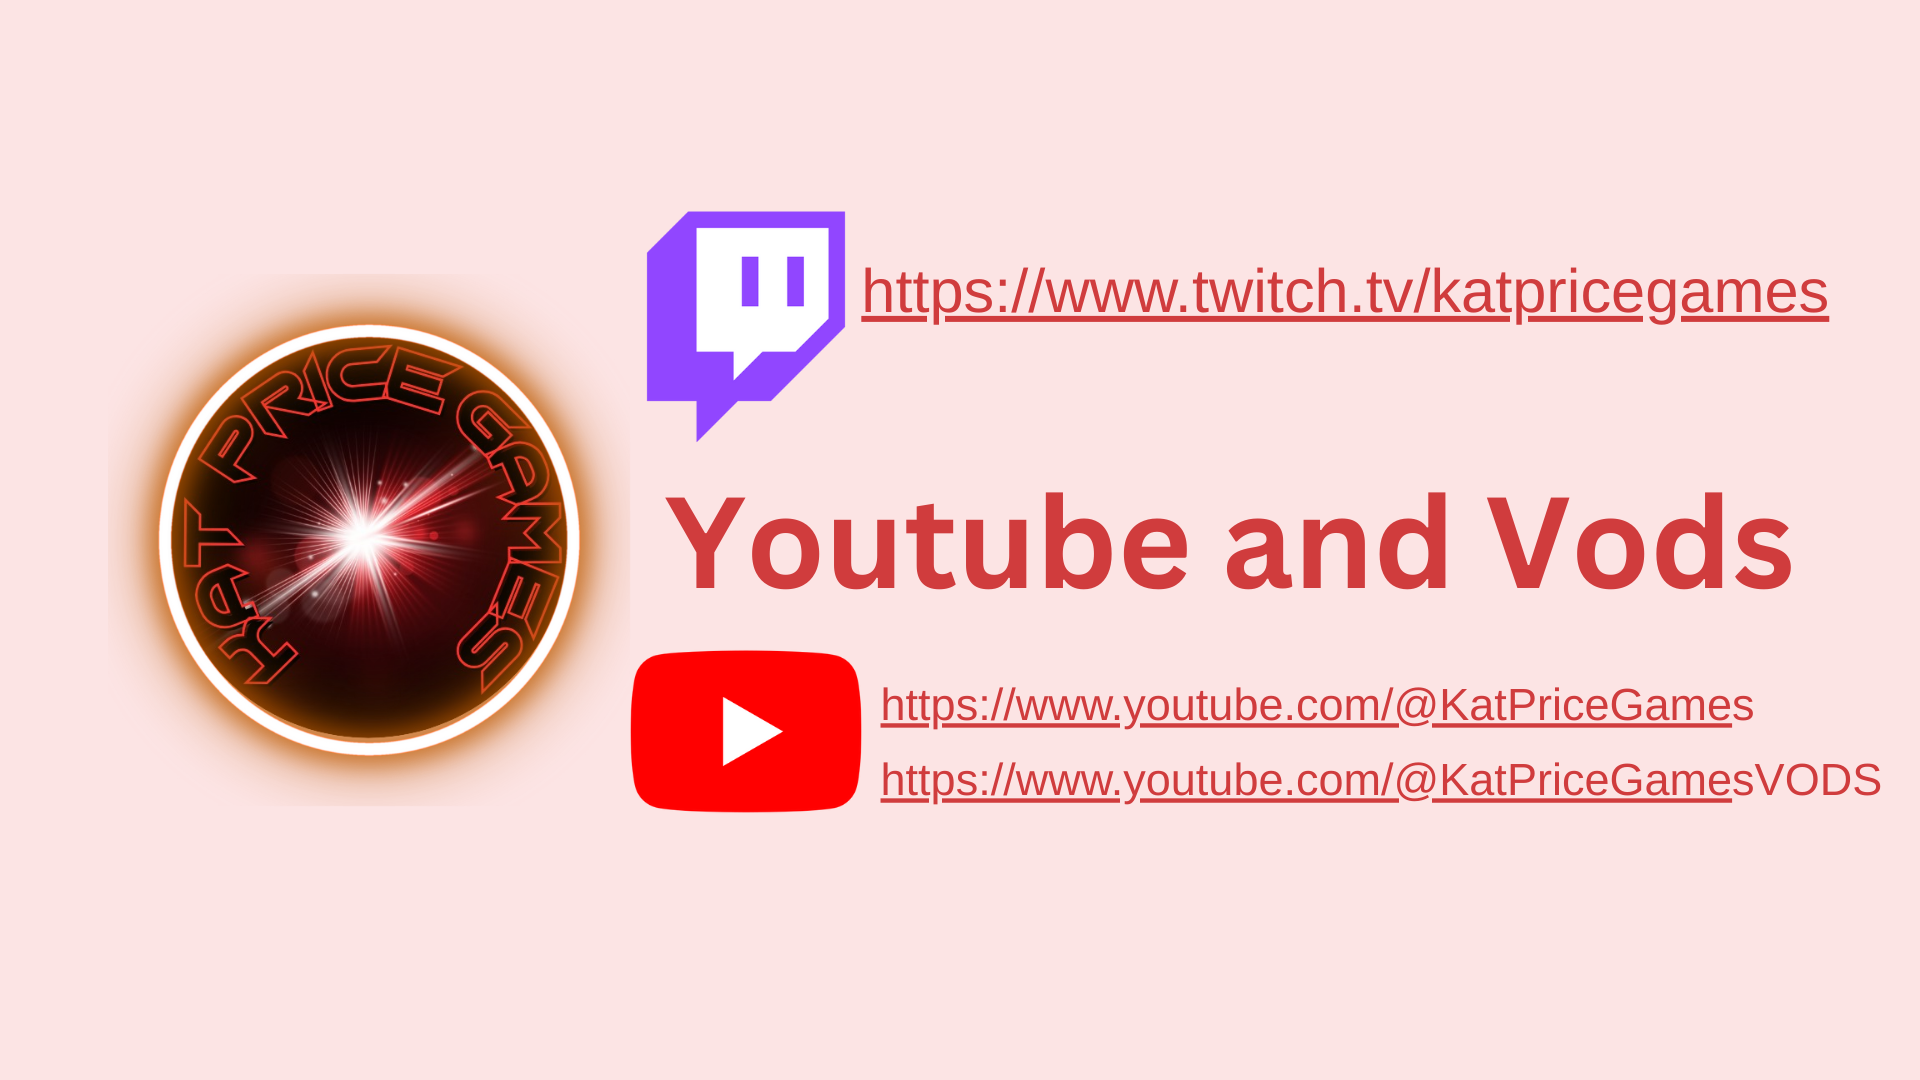 KAT PRICE GAMES
https://www.twitch.tv/katpricegames
Youtube and Vods
https://www.youtube.com/@KatPriceGames
https://www.youtube.com/@KatPriceGamesVODS